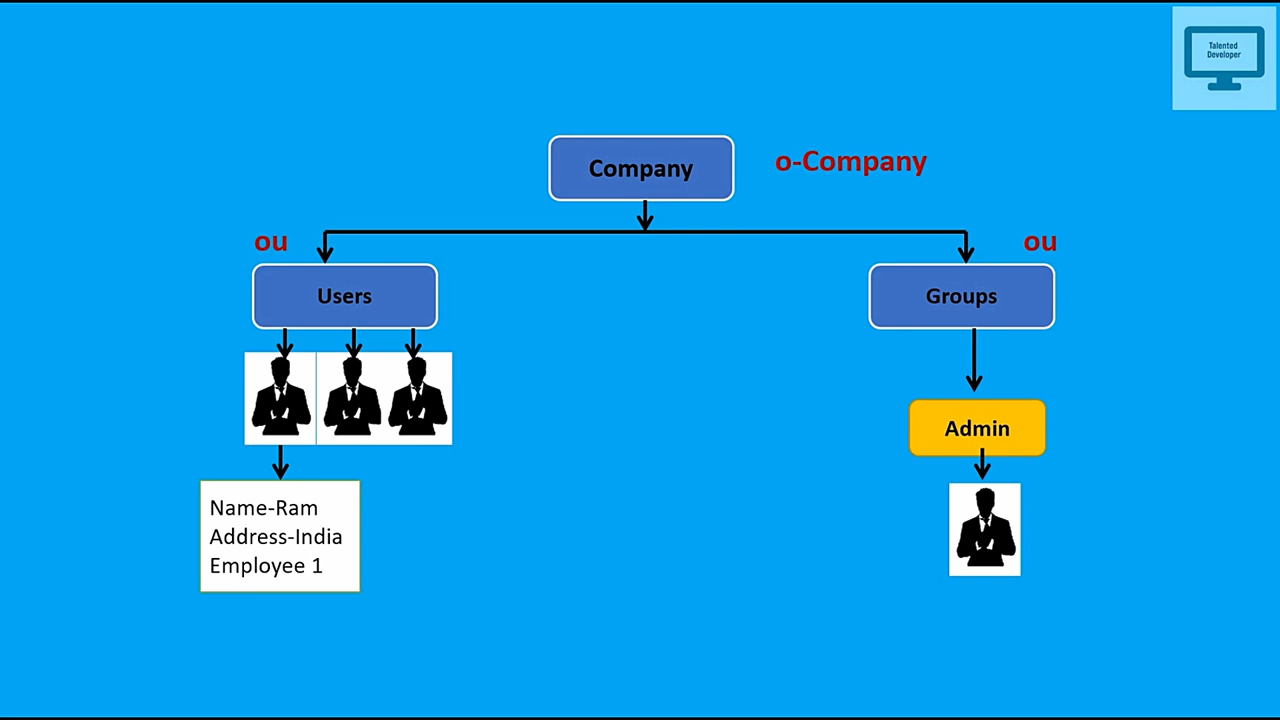 Talented
Developer
Company
o-Company
ou
ou
Users
Groups
Admin
Name-Ram
Address-India
Employee 1